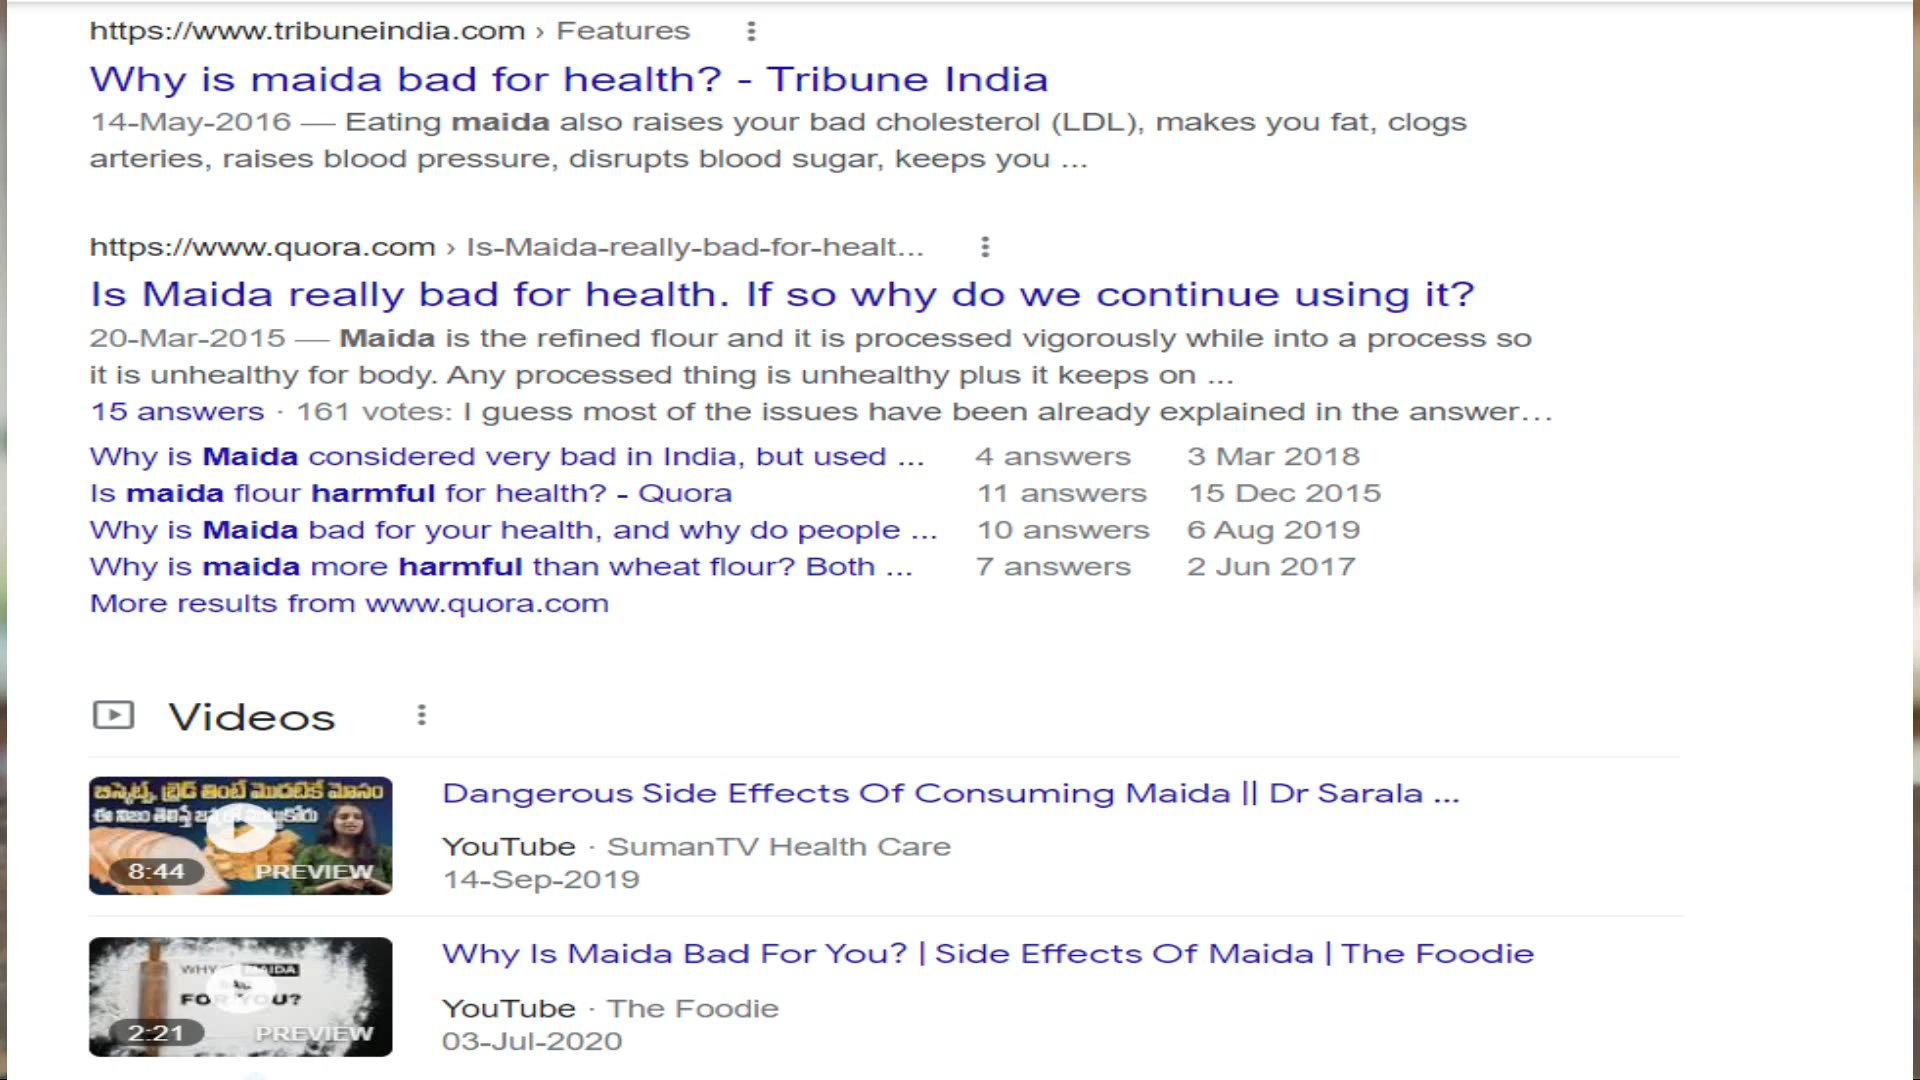 https://www.tribuneindia.com › Features
Why is maida bad for health? - Tribune India
14-May-2016 — Eating maida also raises your bad cholesterol (LDL), makes you fat, clogs
arteries, raises blood pressure, disrupts blood sugar, keeps you ...
https://www.quora.com › Is-Maida-really-bad-for-healt...
Is Maida really bad for health. If so why do we continue using it?
20-Mar-2015 — Maida is the refined flour and it is processed vigorously while into a process so
it is unhealthy for body. Any processed thing is unhealthy plus it keeps on ...
15 answers · 161 votes: I guess most of the issues have been already explained in the answer…
Why is Maida considered very bad in India, but used ... 4 answers 3 Mar 2018
Is maida flour harmful for health? - Quora 11 answers 15 Dec 2015
Why is Maida bad for your health, and why do people ... 10 answers 6 Aug 2019
Why is maida more harmful than wheat flour? Both ... 7 answers 2 Jun 2017
More results from www.quora.com
Videos
బిస్కెట్స్, బ్రెడ్ తింటే మొదటికే మోసం
ఈ నిజం తెలిస్తే
8:44 PREVIEW
Dangerous Side Effects Of Consuming Maida || Dr Sarala ...
YouTube · SumanTV Health Care
14-Sep-2019
WHY MAIDA
FOR YOU?
2:21 PREVIEW
Why Is Maida Bad For You? | Side Effects Of Maida | The Foodie
YouTube · The Foodie
03-Jul-2020